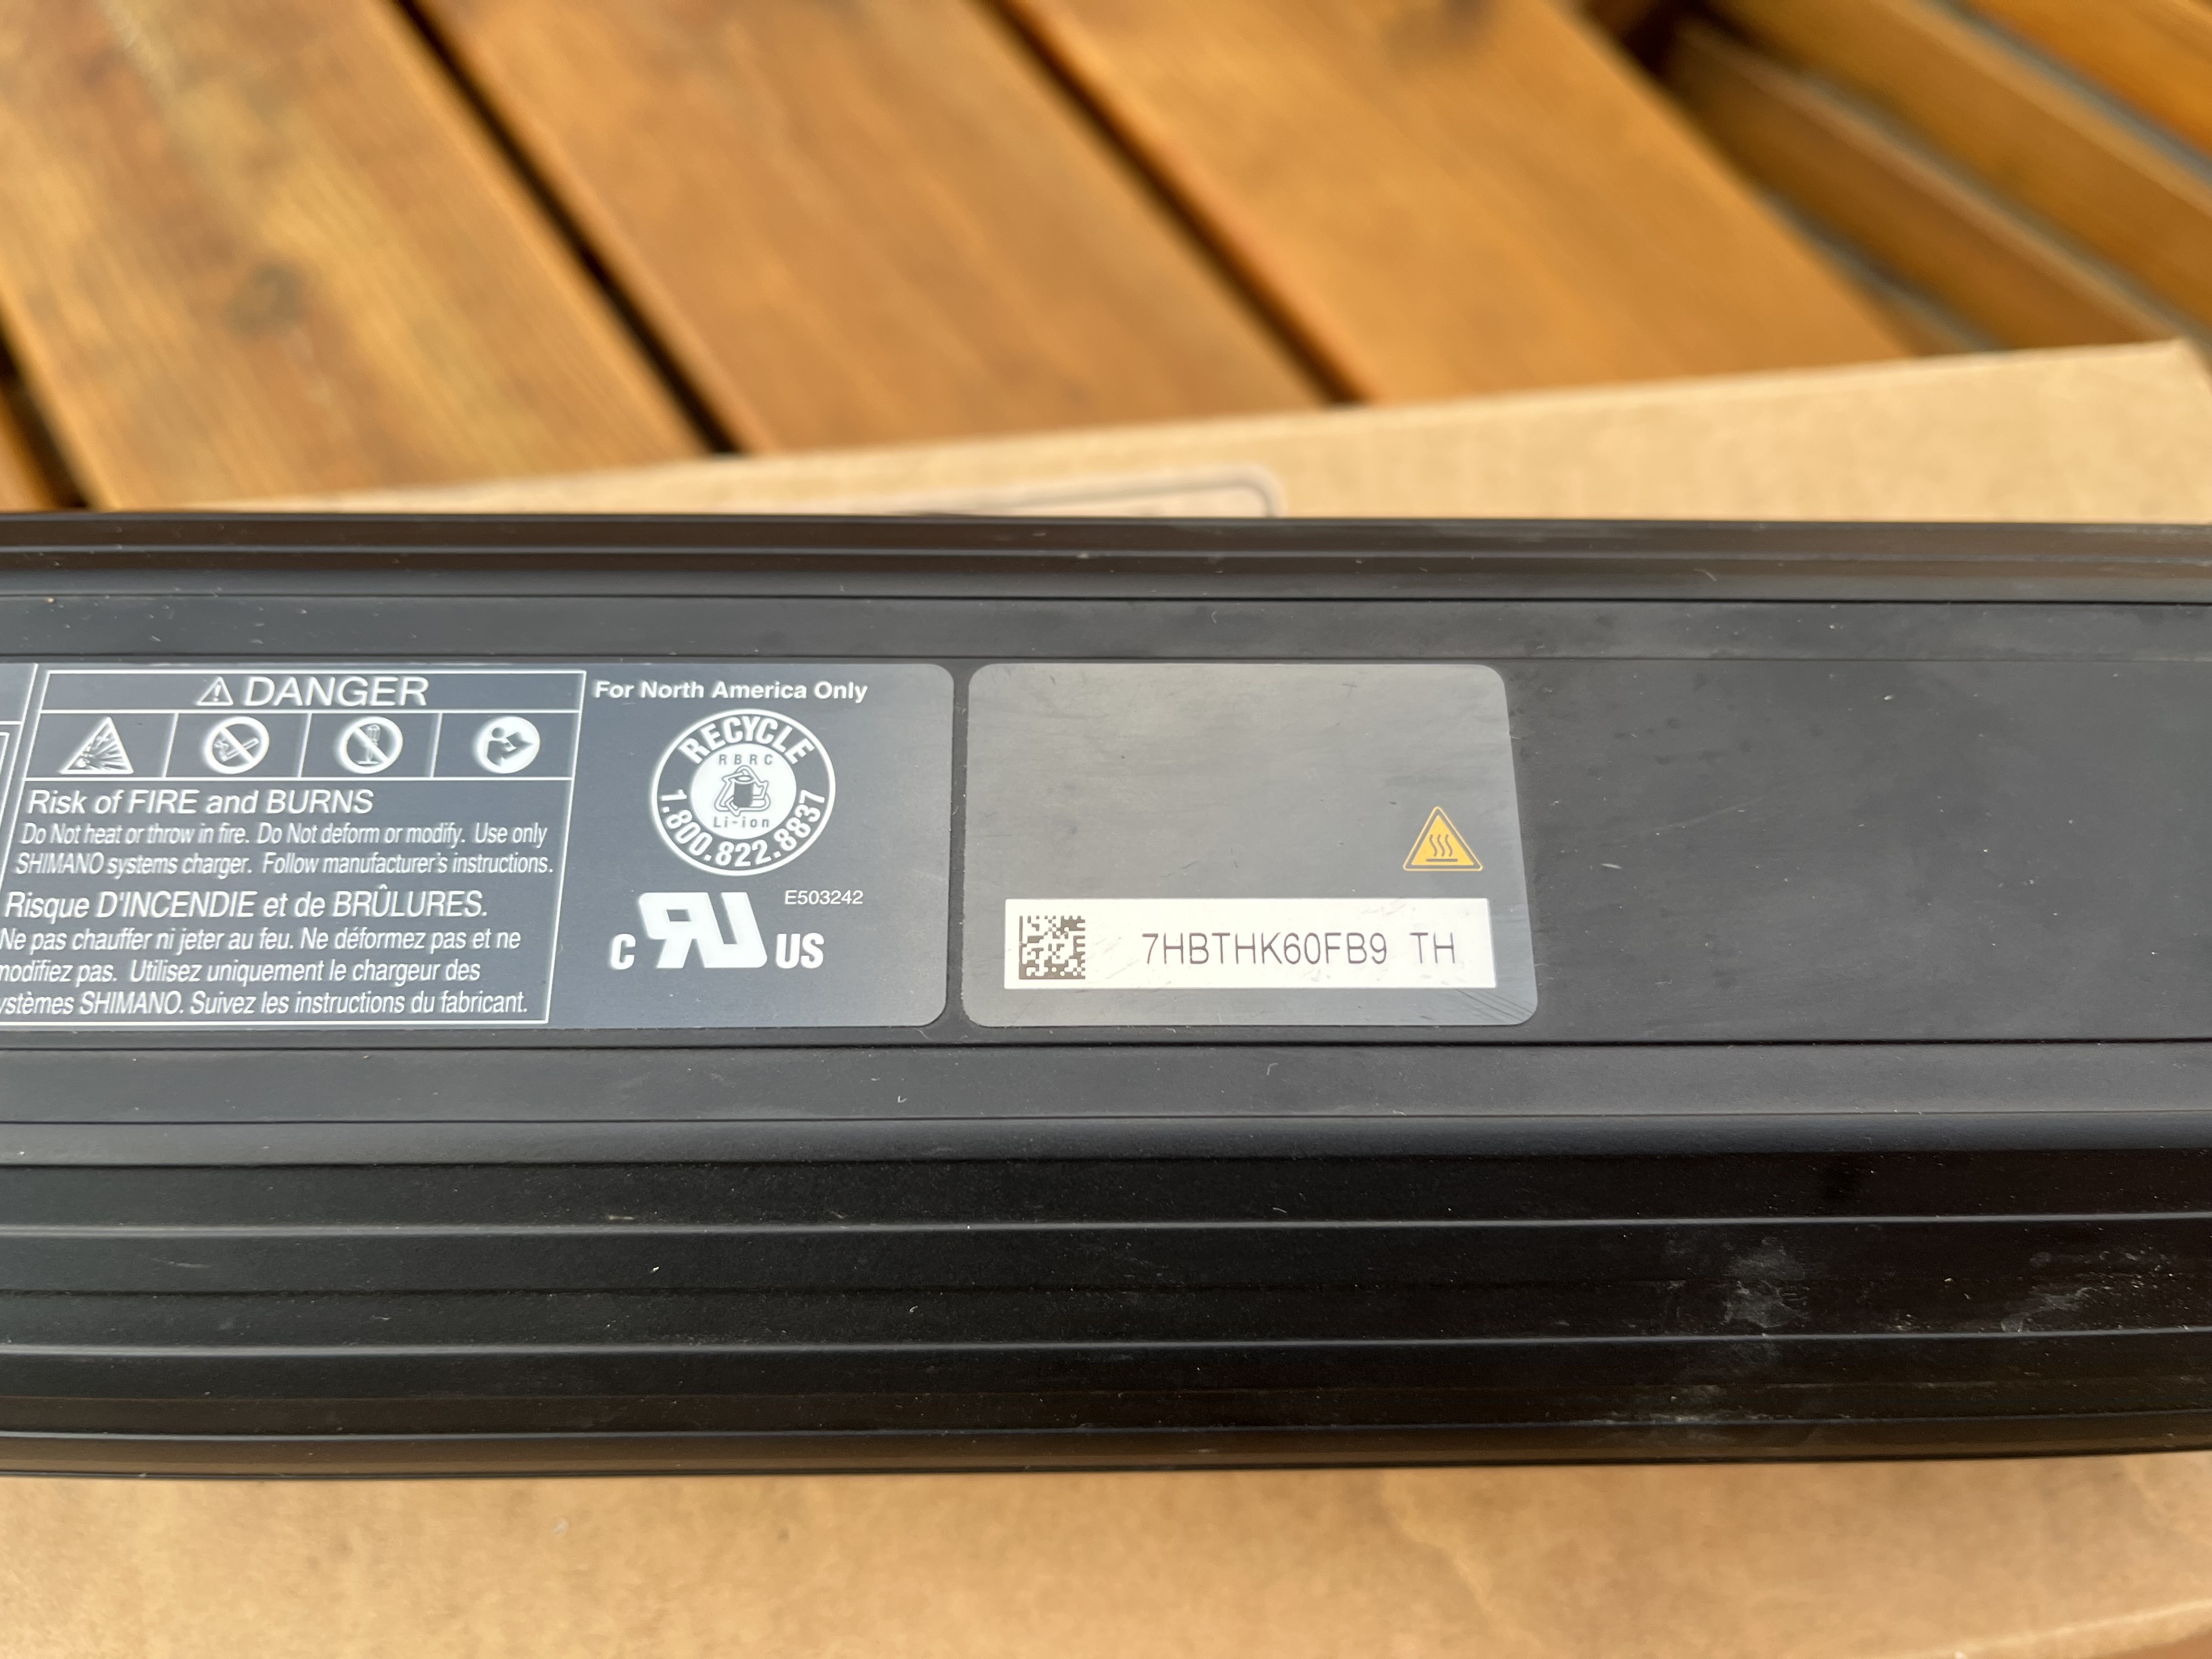 DANGER
Risk of FIRE and BURNS
Do Not heat or throw in fire. Do Not deform or modify. Use only
SHIMANO systems charger. Follow manufacturer's instructions.
Risque D'INCENDIE et de BRÛLURES.
Ne pas chauffer ni jeter au feu. Ne déformez pas et ne
modifiez pas. Utilisez uniquement le chargeur des
systèmes SHIMANO. Suivez les instructions du fabricant.
For North America Only
RECYCLE
RBRC
Li-ion
1.800.822.8837
E503242
C RU US
7HBTHK60FB9 TH